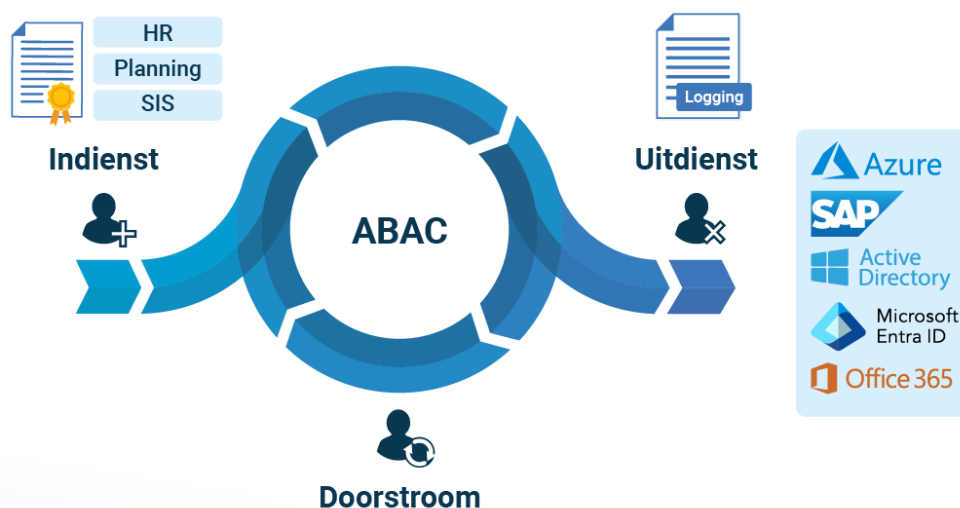 HR
Planning
SIS
Indienst
Logging
Uitdienst
ABAC
Doorstroom
Azure
SAP
Active
Directory
Microsoft
Entra ID
Office 365